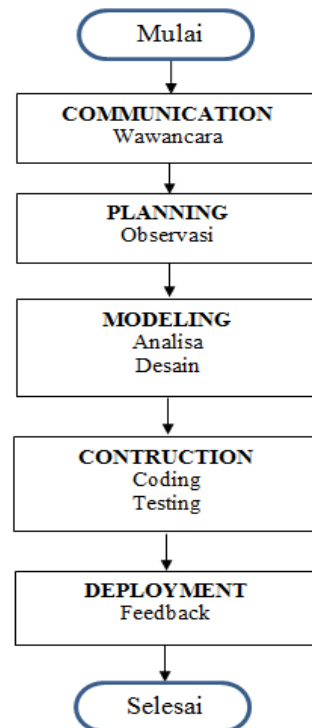 Mulai
COMMUNICATION
Wawancara
PLANNING
Observasi
MODELING
Analisa
Desain
CONTRUCTION
Coding
Testing
DEPLOYMENT
Feedback
Selesai